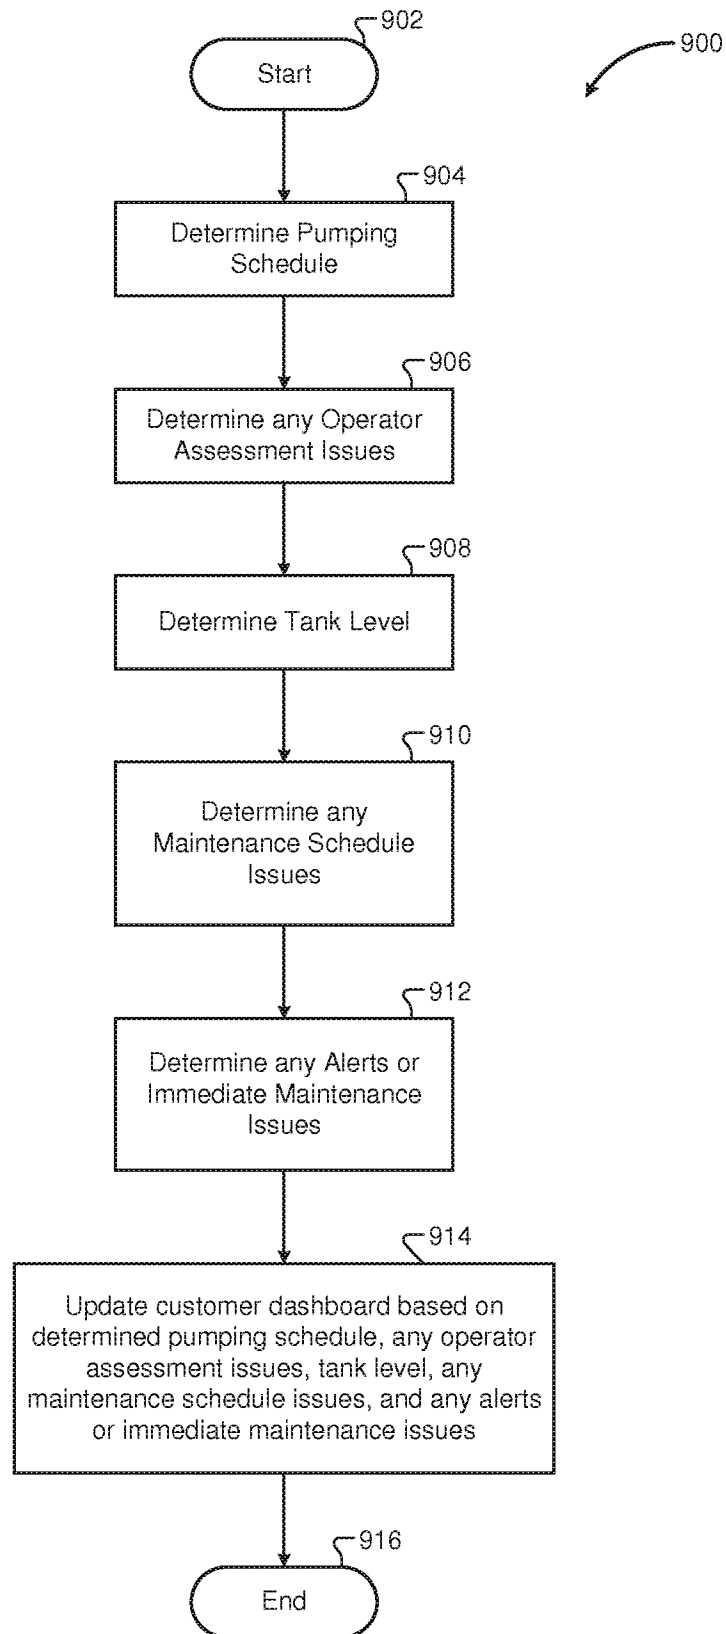 902
900
Start
904
Determine Pumping
Schedule
906
Determine any Operator
Assessment Issues
908
Determine Tank Level
910
Determine any
Maintenance Schedule
Issues
912
Determine any Alerts or
Immediate Maintenance
Issues
914
Update customer dashboard based on
determined pumping schedule, any operator
assessment issues, tank level, any
maintenance schedule issues, and any alerts
or immediate maintenance issues
916
End